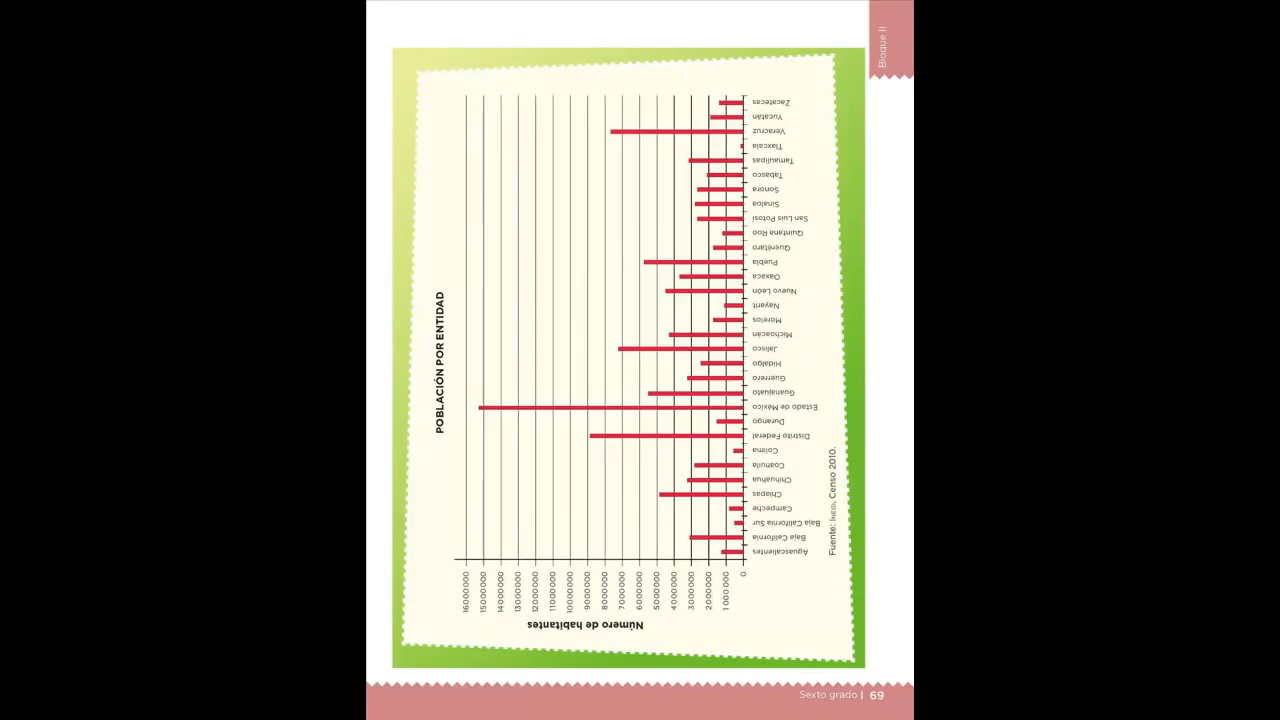 Bloque II
POBLACIÓN POR ENTIDAD
Número de habitantes
16 000 000
15 000 000
14 000 000
13 000 000
12 000 000
11 000 000
10 000 000
9 000 000
8 000 000
7 000 000
6 000 000
5 000 000
4 000 000
3 000 000
2 000 000
1 000 000
0
Aguascalientes
Baja California
Baja California Sur
Campeche
Chiapas
Chihuahua
Coahuila
Colima
Distrito Federal
Durango
Estado de México
Guanajuato
Guerrero
Hidalgo
Jalisco
Michoacán
Morelos
Nayarit
Nuevo León
Oaxaca
Puebla
Querétaro
Quintana Roo
San Luis Potosí
Sinaloa
Sonora
Tabasco
Tamaulipas
Tlaxcala
Veracruz
Yucatán
Zacatecas
Fuente: INEGI, Censo 2010.
Sexto grado | 69